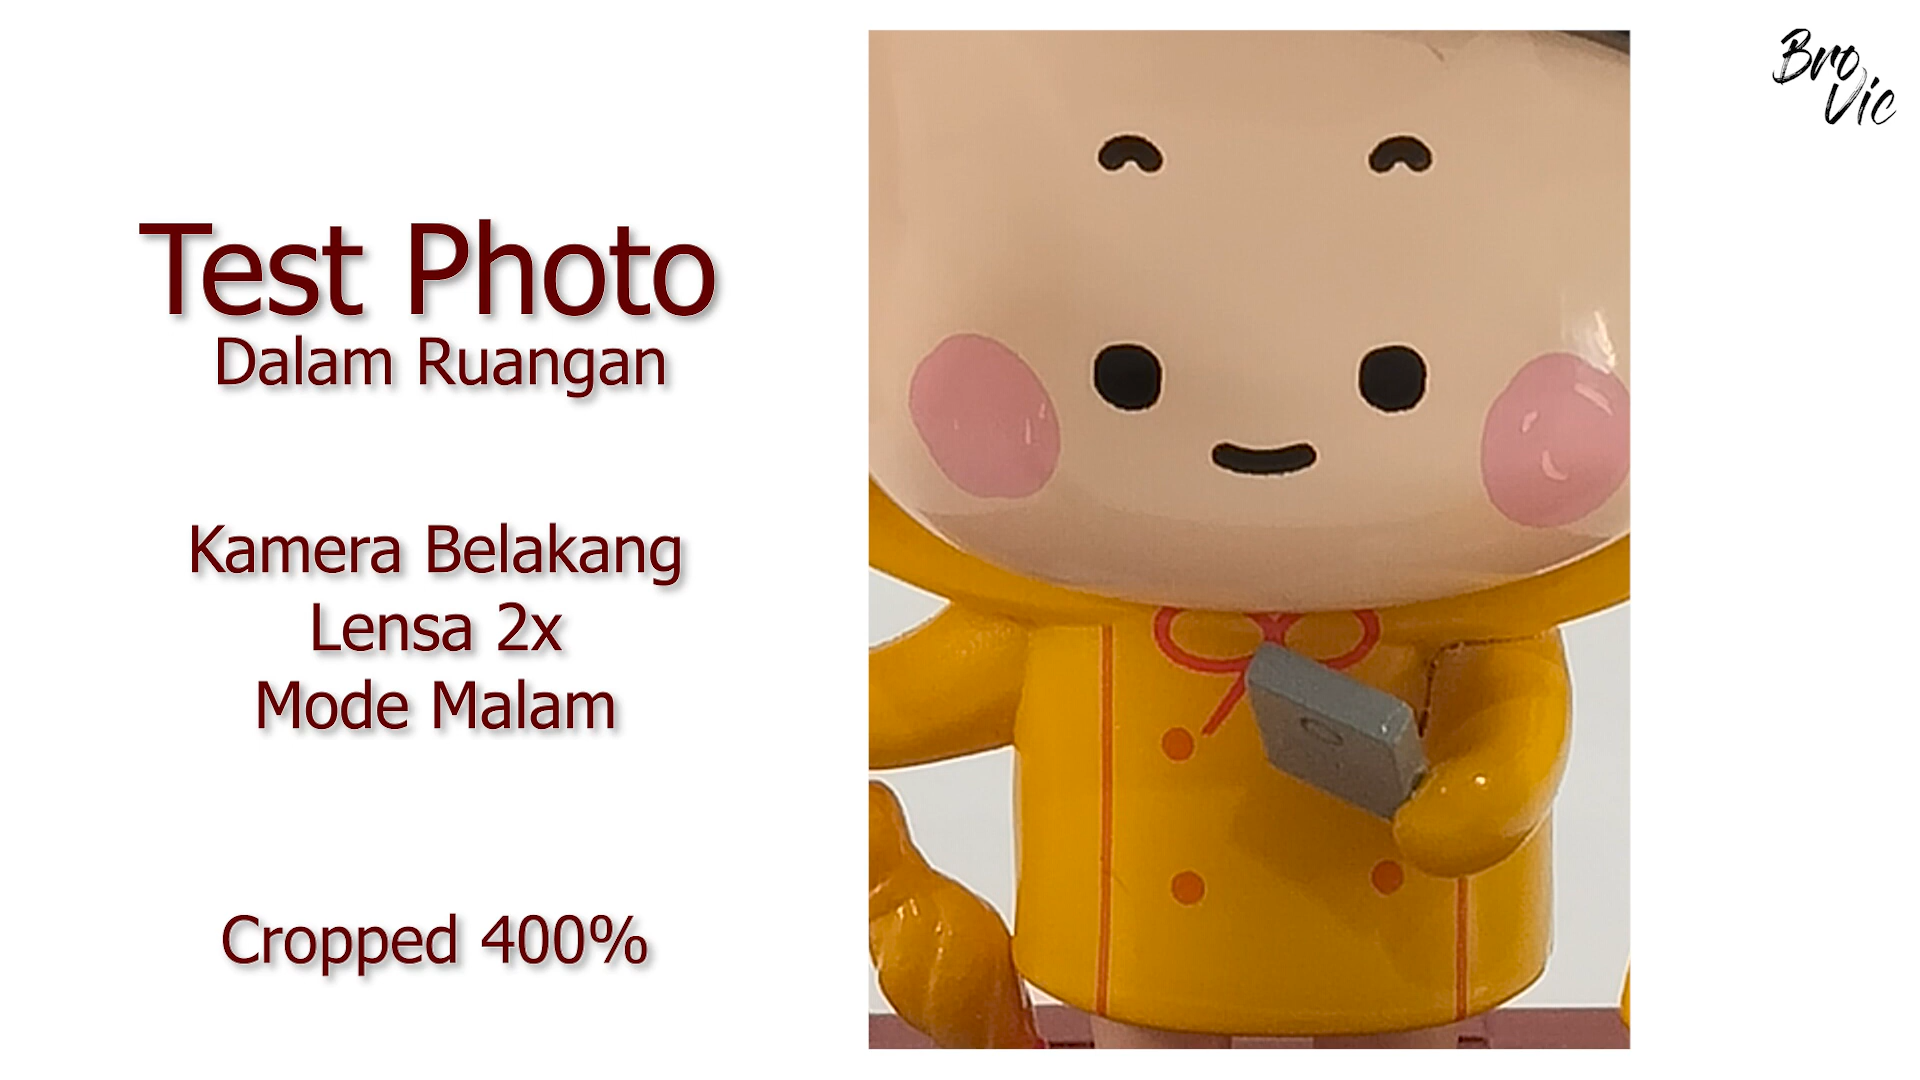 Test Photo
Dalam Ruangan
Kamera Belakang
Lensa 2x
Mode Malam
Cropped 400%
Bro
Vic